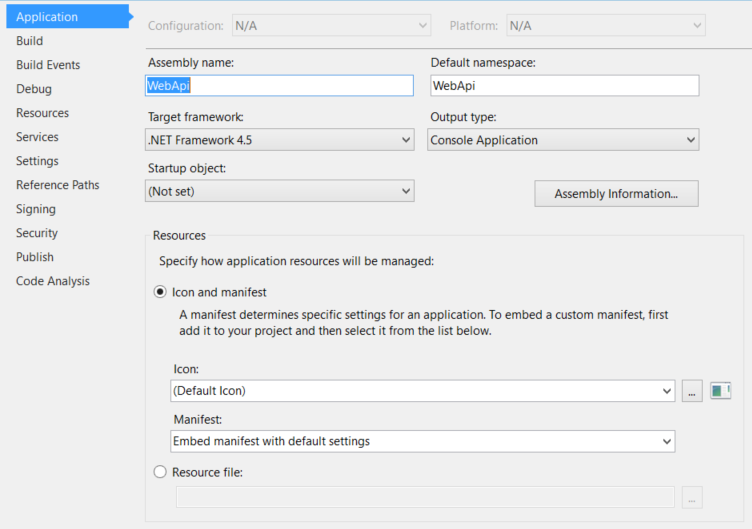 Application
Build
Build Events
Debug
Resources
Services
Settings
Reference Paths
Signing
Security
Publish
Code Analysis
Configuration: N/A Platform: N/A
Assembly name: Default namespace:
WebApi WebApi
Target framework: Output type:
.NET Framework 4.5 Console Application
Startup object:
(Not set) Assembly Information...
Resources
Specify how application resources will be managed:
Icon and manifest
A manifest determines specific settings for an application. To embed a custom manifest, first
add it to your project and then select it from the list below.
Icon:
(Default Icon) ...
Manifest:
Embed manifest with default settings
Resource file:
...